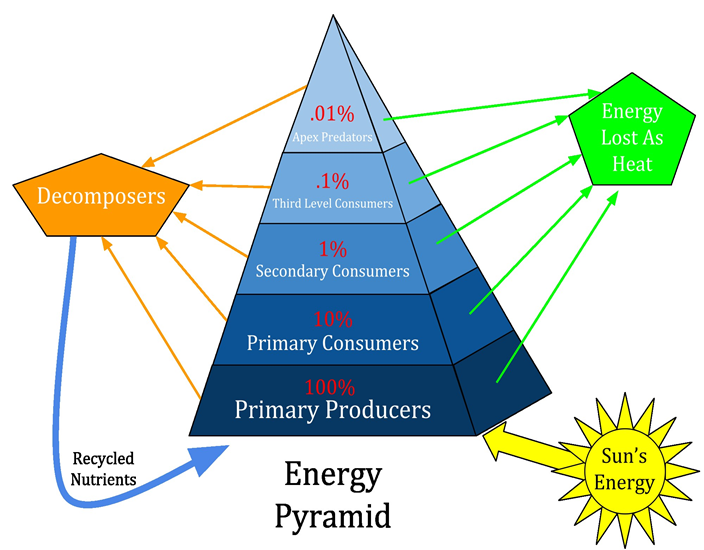 .01%
Apex Predators
.1%
Third Level Consumers
1%
Secondary Consumers
10%
Primary Consumers
100%
Primary Producers
Decomposers
Energy
Lost As
Heat
Recycled
Nutrients
Energy
Pyramid
Sun's
Energy